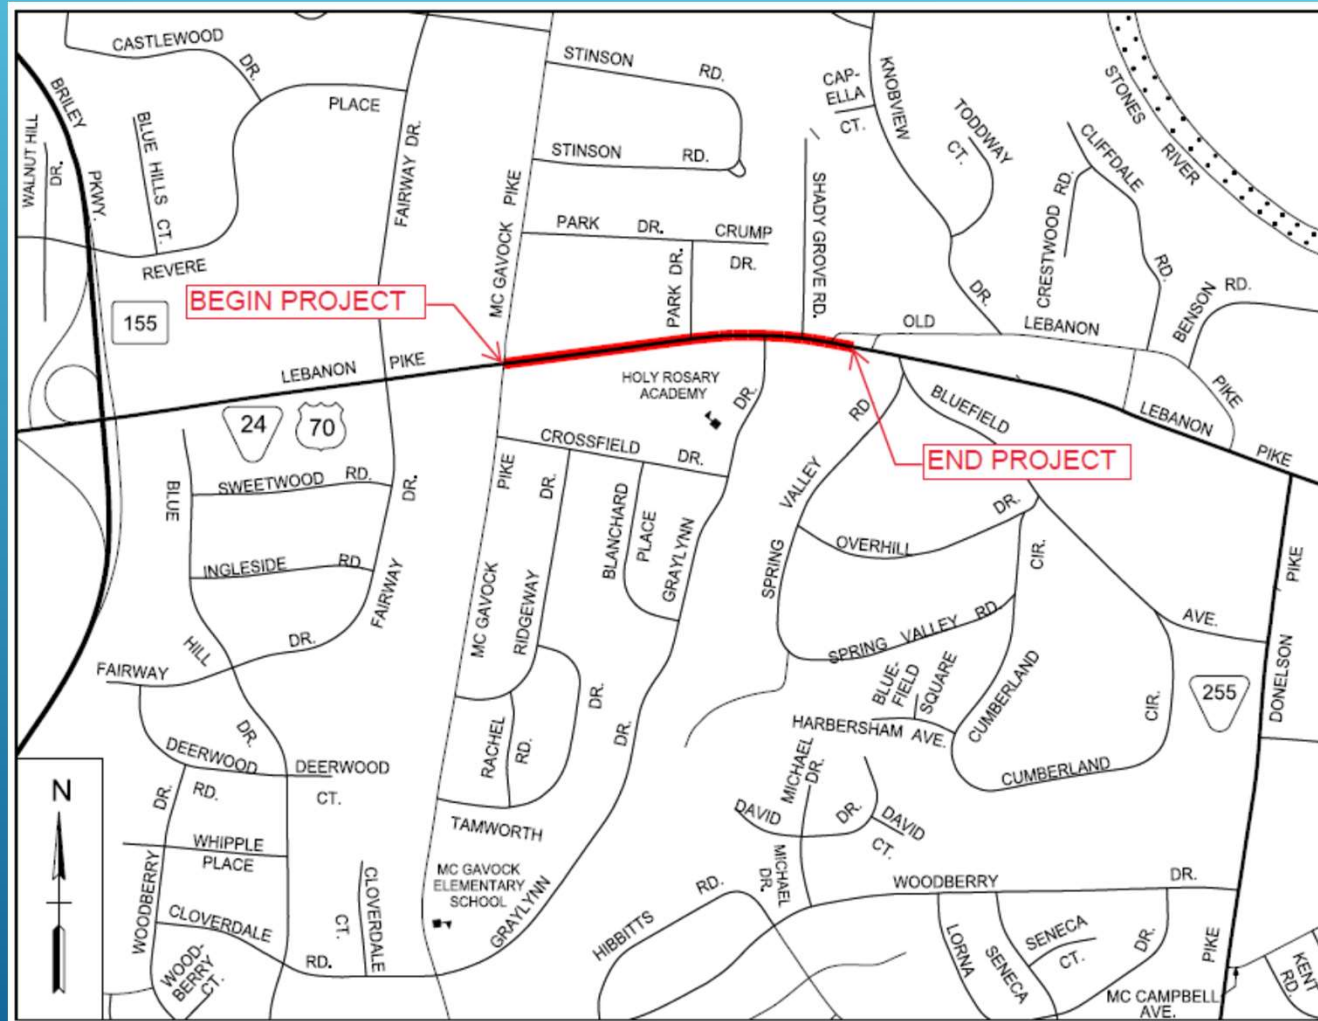 CASTLEWOOD
DR.
BRILEY
PKWY.
WALNUT HILL
DR.
BLUE HILLS CT.
PLACE
REVERE
FAIRWAY DR.
MC GAVOCK PIKE
STINSON RD.
STINSON RD.
PARK DR.
CRUMP
DR.
PARK DR.
SHADY GROVE RD.
CAP-
ELLA
CT.
KNOBVIEW
DR.
TODDWAY
CT.
CLIFFDALE
RD.
CRESTWOOD RD.
STONES
RIVER
BENSON RD.
OLD LEBANON
PIKE
155
BEGIN PROJECT
LEBANON PIKE
24
70
HOLY ROSARY
ACADEMY
DR.
LEBANON
PIKE
END PROJECT
BLUEFIELD
AVE.
CROSSFIELD DR.
SWEETWOOD RD.
BLUE
HILL
DR.
DR.
INGLESIDE RD
FAIRWAY
FAIRWAY
DR.
PIKE
MC GAVOCK
RIDGEWAY
DR.
BLANCHARD
PLACE
GRAYLYNN
SPRING
VALLEY
RD
OVERHILL
DR.
CIR.
SPRING VALLEY RD.
BLUE-
FIELD
SQUARE
HARBERSHAM AVE.
CUMBERLAND
CUMBERLAND
CIR.
255
PIKE
DONELSON
RACHEL
RD.
DR.
DR.
TAMWORTH
DEERWOOD
RD.
DEERWOOD
CT.
DR.
WOODBERRY
WHIPPLE
PLACE
CLOVERDALE
RD.
CLOVERDALE
CT.
WOOD-
BERRY
CT.
MC GAVOCK
ELEMENTARY
SCHOOL
GRAYLYNN
MICHAEL
DR.
DAVID
DR.
DAVID
CT.
MICHAEL
DR.
WOODBERRY DR.
HIBBITTS
RD.
LORNA
SENECA
SENECA
CT.
DR.
PIKE
MC CAMPBELL
AVE.
KENT
RD.
N